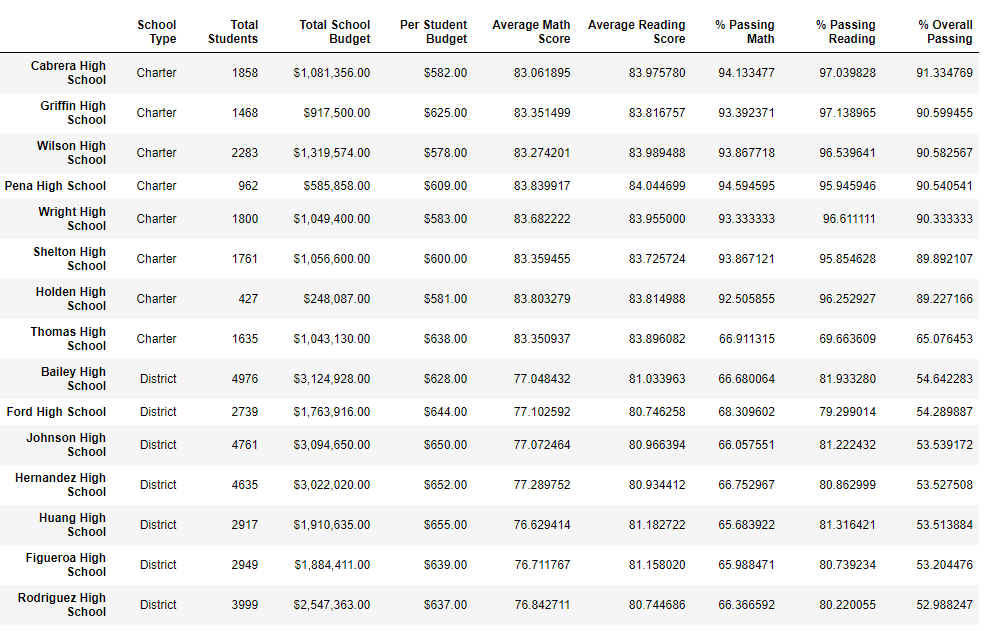 School Type Total Students Total School Budget Per Student Budget Average Math Score Average Reading Score % Passing Math % Passing Reading % Overall Passing
Cabrera High School Charter 1858 $1,081,356.00 $582.00 83.061895 83.975780 94.133477 97.039828 91.334769
Griffin High School Charter 1468 $917,500.00 $625.00 83.351499 83.816757 93.392371 97.138965 90.599455
Wilson High School Charter 2283 $1,319,574.00 $578.00 83.274201 83.989488 93.867718 96.539641 90.582567
Pena High School Charter 962 $585,858.00 $609.00 83.839917 84.044699 94.594595 95.945946 90.540541
Wright High School Charter 1800 $1,049,400.00 $583.00 83.682222 83.955000 93.333333 96.611111 90.333333
Shelton High School Charter 1761 $1,056,600.00 $600.00 83.359455 83.725724 93.867121 95.854628 89.892107
Holden High School Charter 427 $248,087.00 $581.00 83.803279 83.814988 92.505855 96.252927 89.227166
Thomas High School Charter 1635 $1,043,130.00 $638.00 83.350937 83.896082 66.911315 69.663609 65.076453
Bailey High School District 4976 $3,124,928.00 $628.00 77.048432 81.033963 66.680064 81.933280 54.642283
Ford High School District 2739 $1,763,916.00 $644.00 77.102592 80.746258 68.309602 79.299014 54.289887
Johnson High School District 4761 $3,094,650.00 $650.00 77.072464 80.966394 66.057551 81.222432 53.539172
Hernandez High School District 4635 $3,022,020.00 $652.00 77.289752 80.934412 66.752967 80.862999 53.527508
Huang High School District 2917 $1,910,635.00 $655.00 76.629414 81.182722 65.683922 81.316421 53.513884
Figueroa High School District 2949 $1,884,411.00 $639.00 76.711767 81.158020 65.988471 80.739234 53.204476
Rodriguez High School District 3999 $2,547,363.00 $637.00 76.842711 80.744686 66.366592 80.220055 52.988247